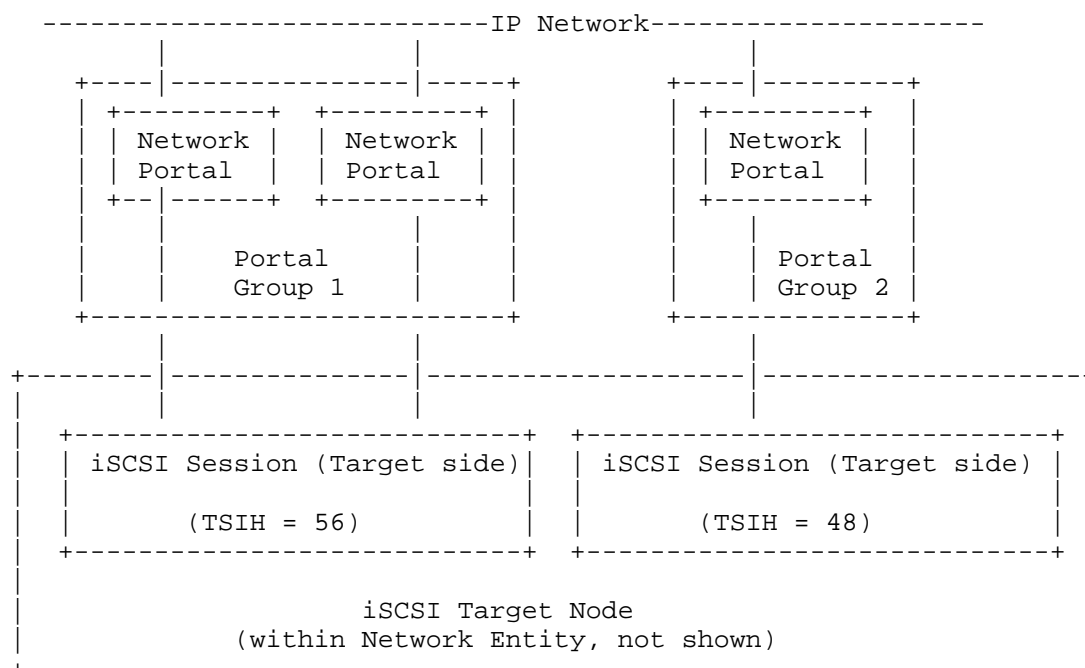 IP Network
Network Network Network
Portal Portal Portal
Portal Portal
Group 1 Group 2
iSCSI Session (Target side) iSCSI Session (Target side)
(TSIH = 56) (TSIH = 48)
iSCSI Target Node
(within Network Entity, not shown)